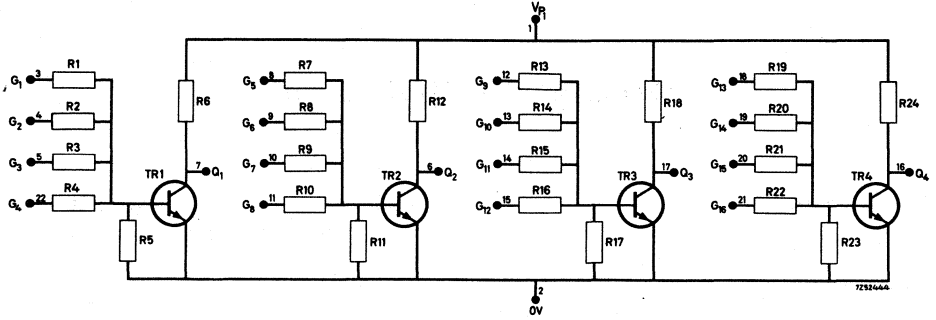 VP1
1
G1 3 R1
G2 4 R2
G3 5 R3
G4 22 R4
R5
R6
7 Q1
TR1
G5 8 R7
G6 9 R8
G7 10 R9
G8 11 R10
R11
R12
6 Q2
TR2
G9 12 R13
G10 13 R14
G11 14 R15
G12 15 R16
R17
R18
17 Q3
TR3
G13 18 R19
G14 19 R20
G15 20 R21
G16 21 R22
R23
R24
16 Q4
TR4
2
0V
7Z52444